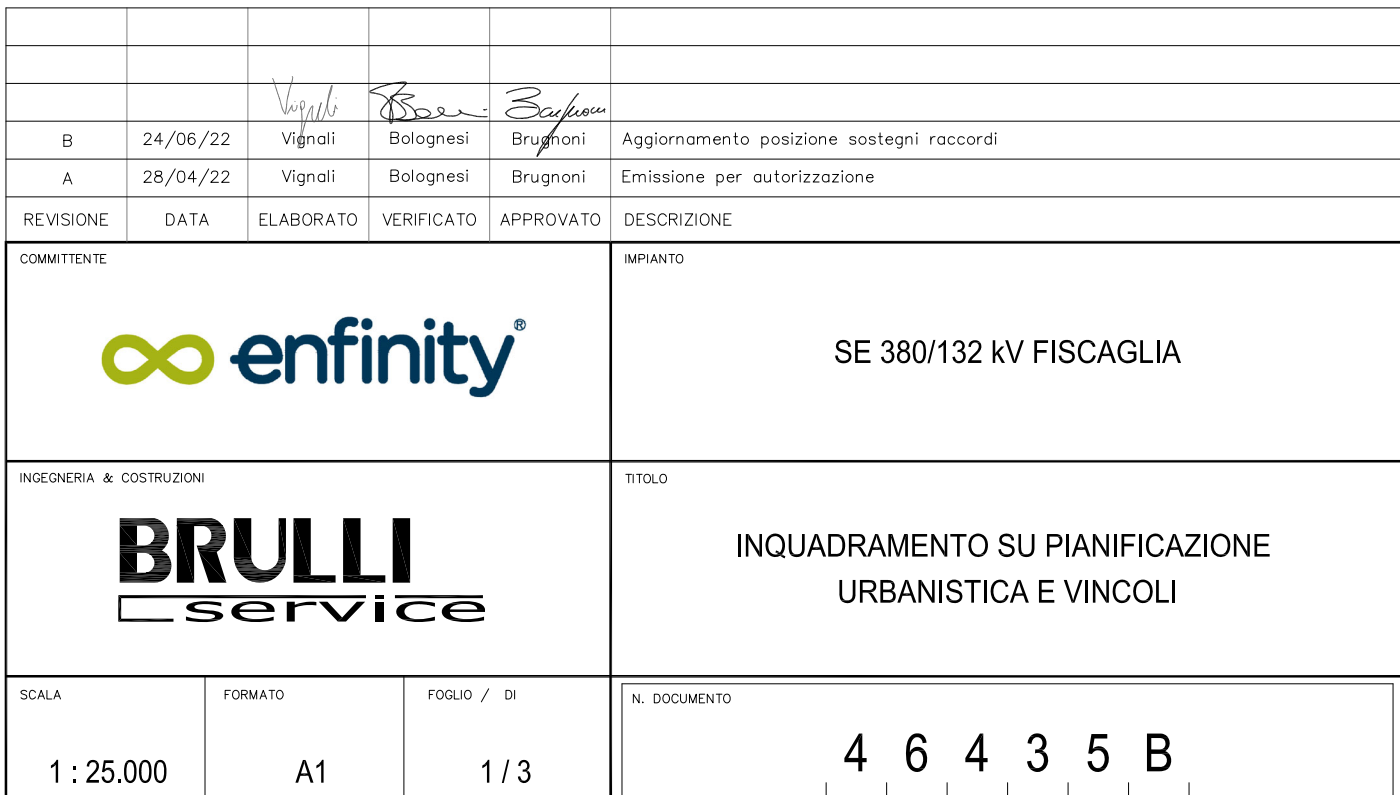 Vignali Bolognesi Brugnoni
B 24/06/22 Vignali Bolognesi Brugnoni Aggiornamento posizione sostegni raccordi
A 28/04/22 Vignali Bolognesi Brugnoni Emissione per autorizzazione
REVISIONE DATA ELABORATO VERIFICATO APPROVATO DESCRIZIONE
COMMITTENTE
enfinity®
IMPIANTO
SE 380/132 kV FISCAGLIA
INGEGNERIA & COSTRUZIONI
BRULLI
service
TITOLO
INQUADRAMENTO SU PIANIFICAZIONE
URBANISTICA E VINCOLI
SCALA
1 : 25.000
FORMATO
A1
FOGLIO / DI
1 / 3
N. DOCUMENTO
4 6 4 3 5 B